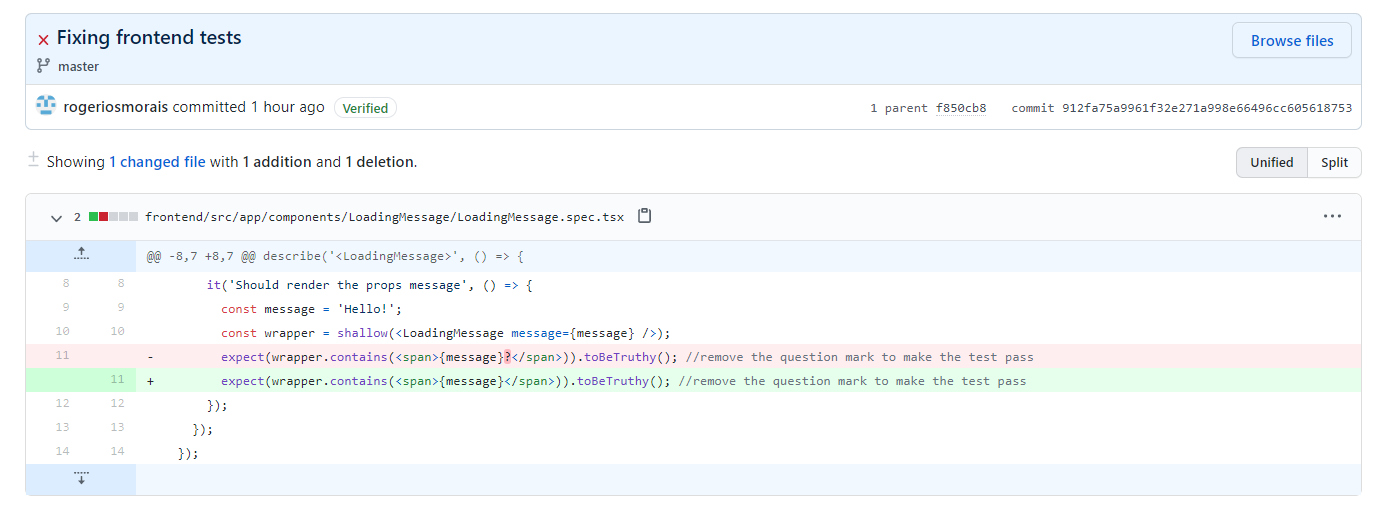 Fixing frontend tests
Browse files
master
rogeriosmorais committed 1 hour ago Verified 1 parent f850cb8 commit 912fa75a9961f32e271a998e66496cc605618753
Showing 1 changed file with 1 addition and 1 deletion. Unified Split
2 frontend/src/app/components/LoadingMessage/LoadingMessage.spec.tsx
@@ -8,7 +8,7 @@ describe('<LoadingMessage>', () => {
8 8 it('Should render the props message', () => {
9 9 const message = 'Hello!';
10 10 const wrapper = shallow(<LoadingMessage message={message} />);
11 - expect(wrapper.contains(<span>{message}?</span>)).toBeTruthy(); //remove the question mark to make the test pass
11 + expect(wrapper.contains(<span>{message}</span>)).toBeTruthy(); //remove the question mark to make the test pass
12 12 });
13 13 });
14 14 });